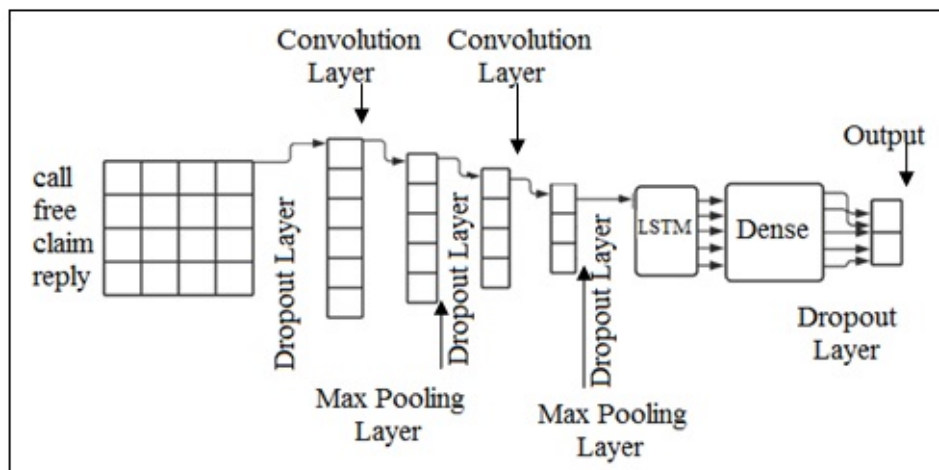 Convolution
Layer
Convolution
Layer
Output
call
free
claim
reply
Dropout Layer
Dropout Layer
Dropout Layer
LSTM
Dense
Dropout
Layer
Max Pooling
Layer
Max Pooling
Layer